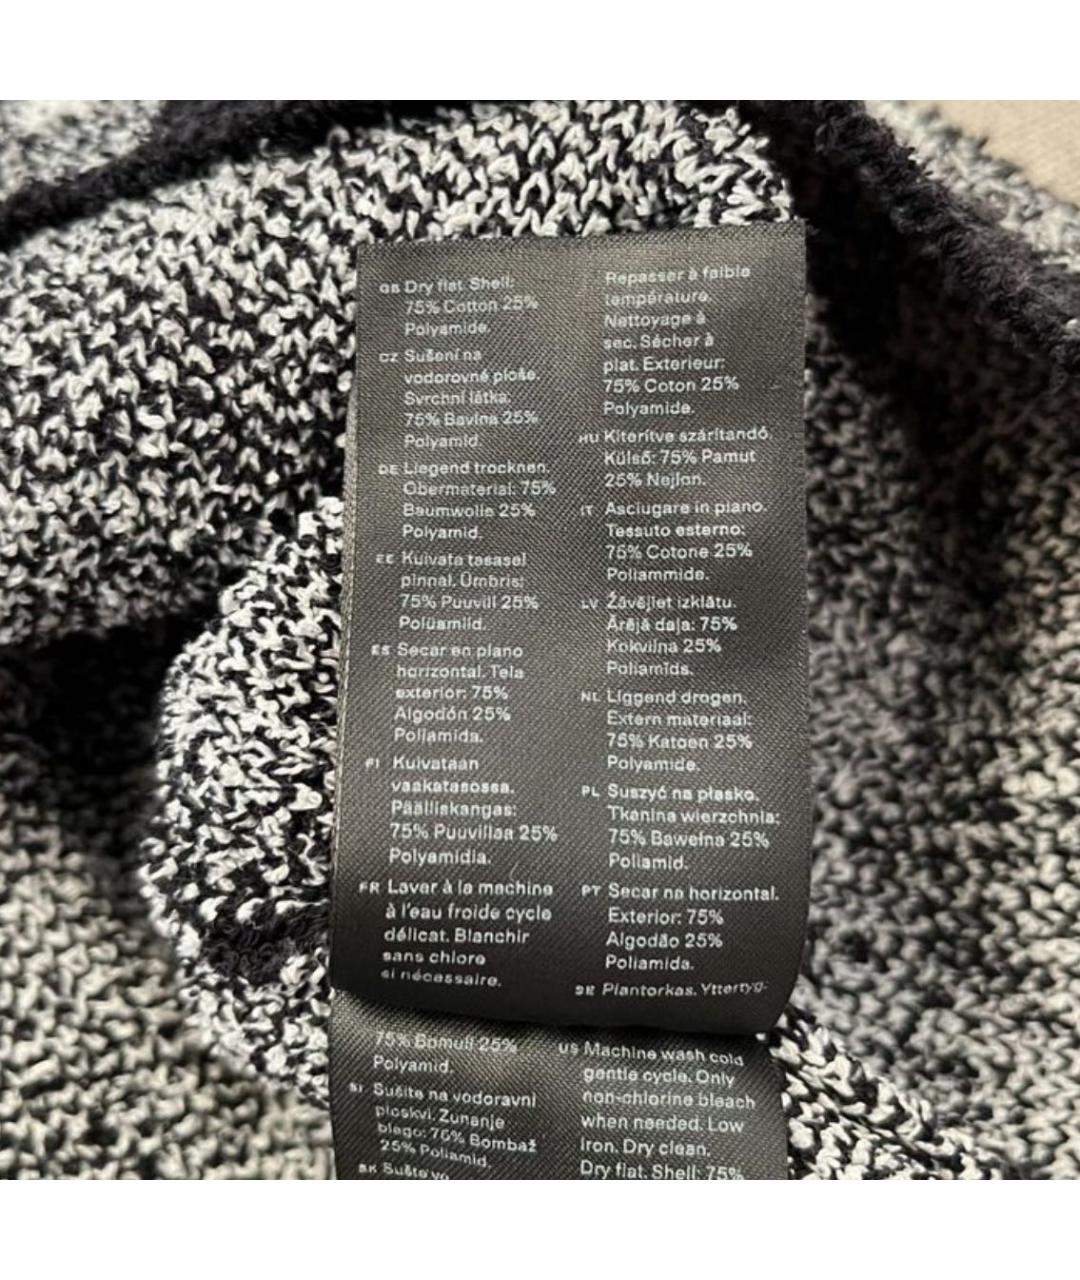 GB Dry flat. Shell:
75% Cotton 25%
Polyamide.
CZ Sušení na
vodorovné ploše.
Svrchní látka:
75% Bavlna 25%
Polyamid.
DE Liegend trocknen.
Obermaterial: 75%
Baumwolle 25%
Polyamid.
EE Kuivata tasasel
pinnal. Ümbris:
75% Puuvill 25%
Polüamiid.
ES Secar en plano
horizontal. Tela
exterior: 75%
Algodón 25%
Poliamida.
FI Kuivataan
vaakatasossa.
Päälliskangas:
75% Puuvillaa 25%
Polyamidia.
FR Laver à la machine
à l'eau froide cycle
délicat. Blanchir
sans chlore
si nécessaire.
Repasser à faible
température.
Nettoyage à
sec. Sécher à
plat. Exterieur:
75% Coton 25%
Polyamide.
HU Kiterítve szárítandó.
Külső: 75% Pamut
25% Nejlon.
IT Asciugare in piano.
Tessuto esterno:
75% Cotone 25%
Poliammide.
LV Žāvējiet izklātu.
Ārējā daļa: 75%
Kokvilna 25%
Poliamīds.
NL Liggend drogen.
Extern materiaal:
75% Katoen 25%
Polyamide.
PL Suszyć na płasko.
Tkanina wierzchnia:
75% Bawełna 25%
Poliamid.
PT Secar na horizontal.
Exterior: 75%
Algodão 25%
Poliamida.
SE Plantorkas. Yttertyg:
75% Bomull 25%
Polyamid.
SI Sušite na vodoravni
ploskvi. Zunanje
blago: 75% Bombaž
25% Poliamid.
SK Sušte vo
US Machine wash cold
gentle cycle. Only
non-chlorine bleach
when needed. Low
iron. Dry clean.
Dry flat. Shell: 75%